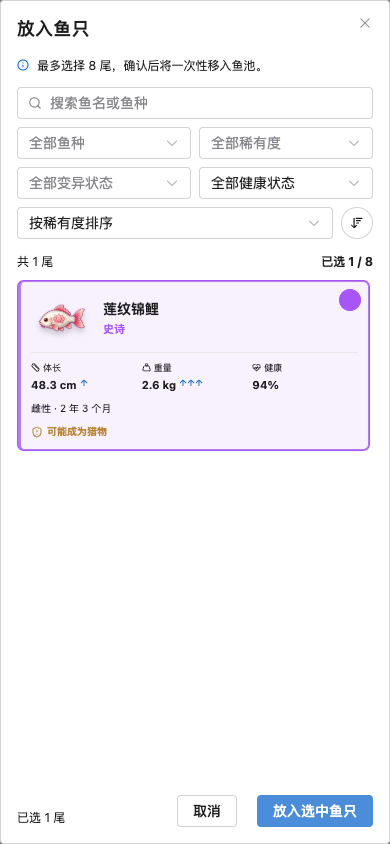 放入鱼只
最多选择 8 尾，确认后将一次性移入鱼池。
搜索鱼名或鱼种
全部鱼种 全部稀有度
全部变异状态 全部健康状态
按稀有度排序
共 1 尾 已选 1 / 8
莲纹锦鲤
史诗
体长 重量 健康
48.3 cm ↑ 2.6 kg ↑↑↑ 94%
雌性 · 2 年 3 个月
可能成为猎物
已选 1 尾 取消 放入选中鱼只